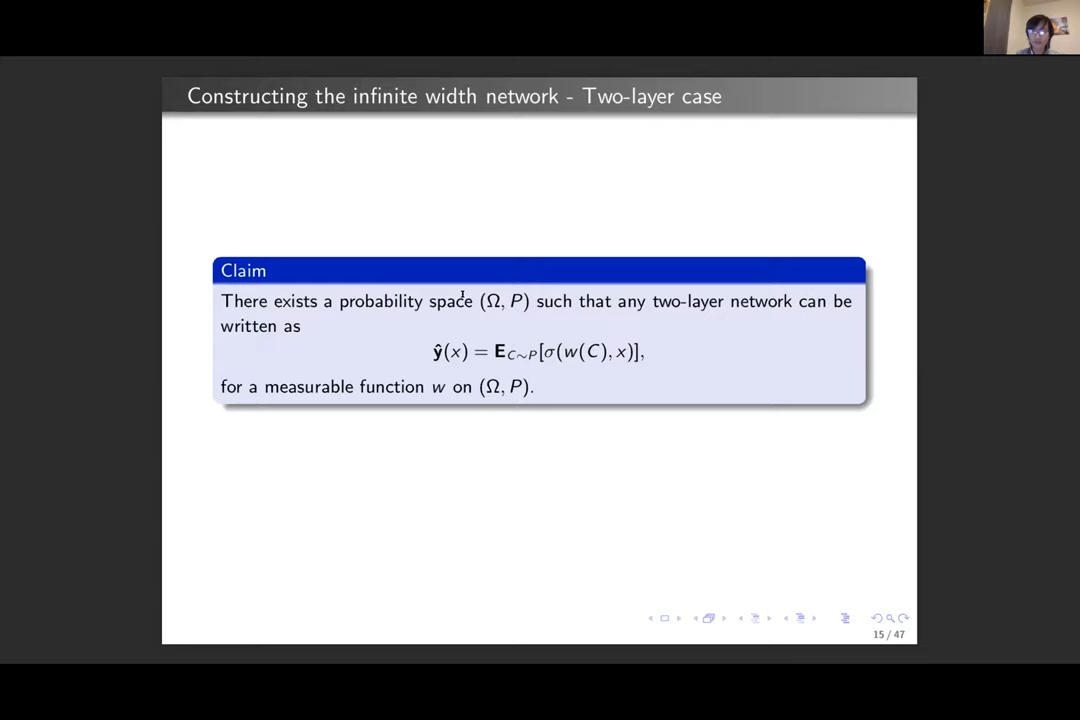 Constructing the infinite width network - Two-layer case
Claim
There exists a probability space (Ω, P) such that any two-layer network can be
written as
ŷ(x) = E_{C∼P}[σ(w(C), x)],
for a measurable function w on (Ω, P).
15 / 47